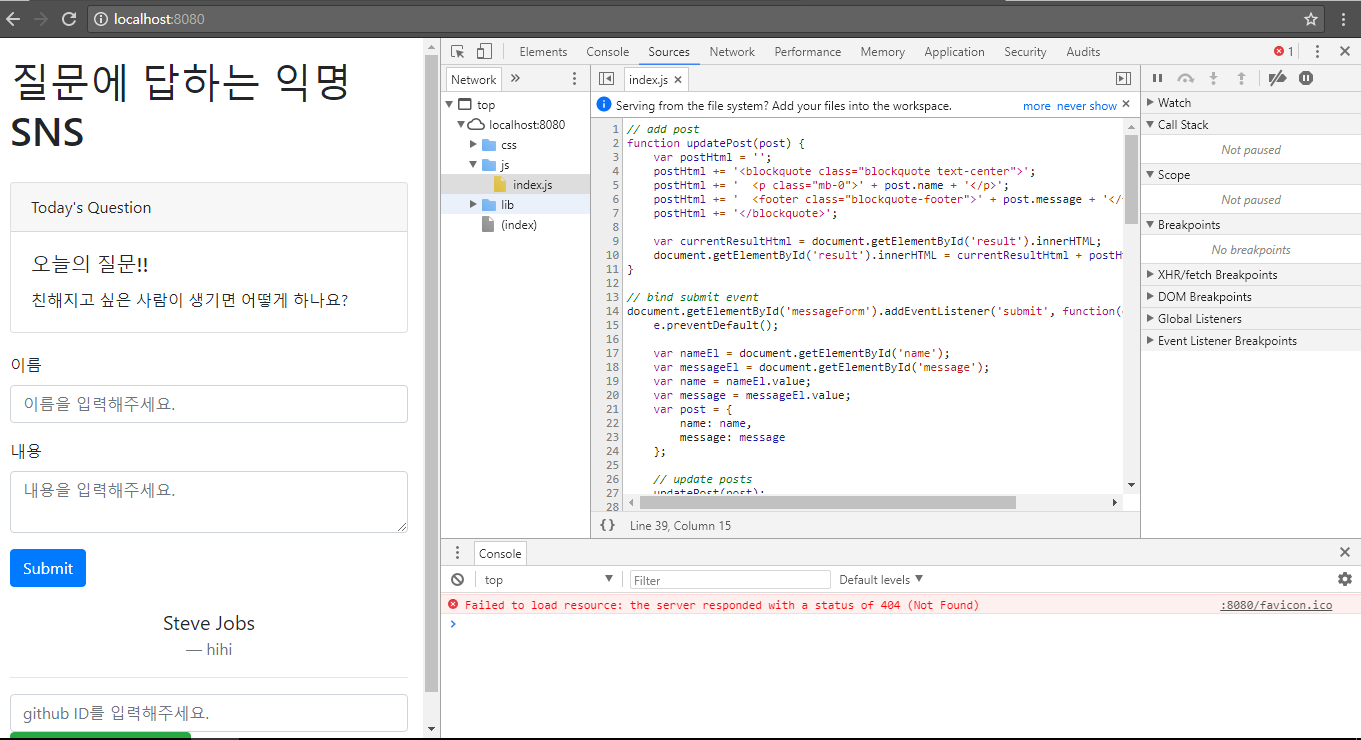 localhost:8080
질문에 답하는 익명
SNS
Today's Question
오늘의 질문!!
친해지고 싶은 사람이 생기면 어떻게 하나요?
이름
이름을 입력해주세요.
내용
내용을 입력해주세요.
Submit
Steve Jobs
— hihi
github ID를 입력해주세요.
Elements Console Sources Network Performance Memory Application Security Audits 1
Network »
top
localhost:8080
css
js
index.js
lib
(index)
index.js
Serving from the file system? Add your files into the workspace. more never show
1 // add post
2 function updatePost(post) {
3 var postHtml = '';
4 postHtml += '<blockquote class="blockquote text-center">';
5 postHtml += '  <p class="mb-0">' + post.name + '</p>';
6 postHtml += '  <footer class="blockquote-footer">' + post.message + '</
7 postHtml += '</blockquote>';
8
9 var currentResultHtml = document.getElementById('result').innerHTML;
10 document.getElementById('result').innerHTML = currentResultHtml + postH
11 }
12
13 // bind submit event
14 document.getElementById('messageForm').addEventListener('submit', function(
15 e.preventDefault();
16
17 var nameEl = document.getElementById('name');
18 var messageEl = document.getElementById('message');
19 var name = nameEl.value;
20 var message = messageEl.value;
21 var post = {
22 name: name,
23 message: message
24 };
25
26 // update posts
27 updatePost(post);
28
{} Line 39, Column 15
Watch
Call Stack
Not paused
Scope
Not paused
Breakpoints
No breakpoints
XHR/fetch Breakpoints
DOM Breakpoints
Global Listeners
Event Listener Breakpoints
Console
top Filter Default levels
Failed to load resource: the server responded with a status of 404 (Not Found) :8080/favicon.ico